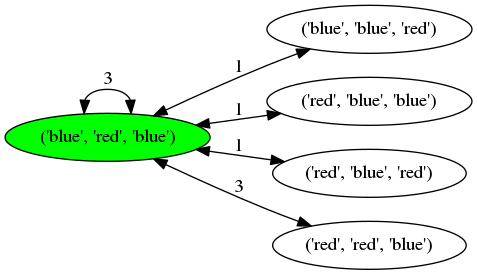 3
('blue', 'red', 'blue')
1
('blue', 'blue', 'red')
1
('red', 'blue', 'blue')
1
('red', 'blue', 'red')
3
('red', 'red', 'blue')